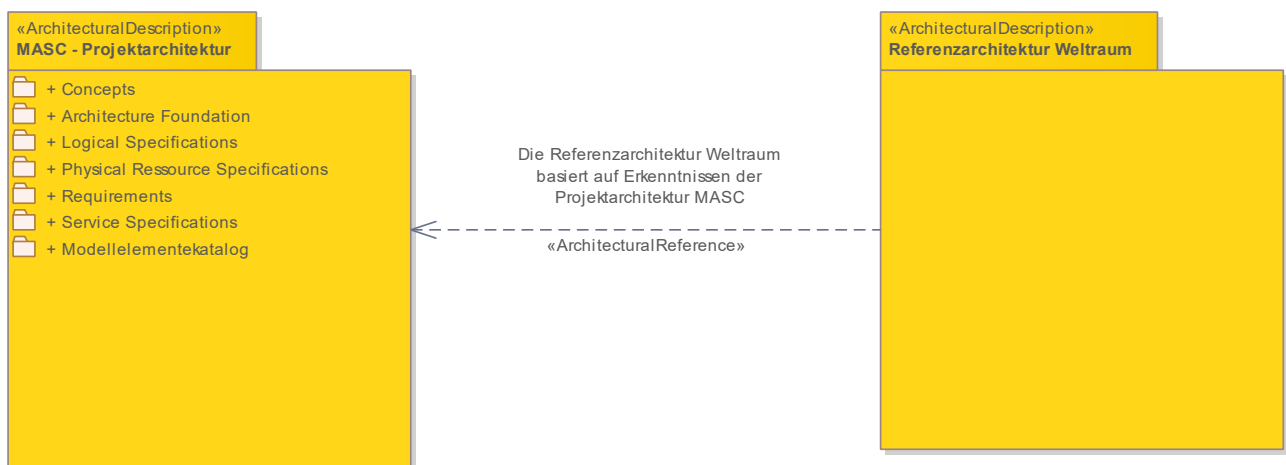 «ArchitecturalDescription»
MASC - Projektarchitektur
+ Concepts
+ Architecture Foundation
+ Logical Specifications
+ Physical Ressource Specifications
+ Requirements
+ Service Specifications
+ Modellelementekatalog
Die Referenzarchitektur Weltraum
basiert auf Erkenntnissen der
Projektarchitektur MASC
«ArchitecturalReference»
«ArchitecturalDescription»
Referenzarchitektur Weltraum